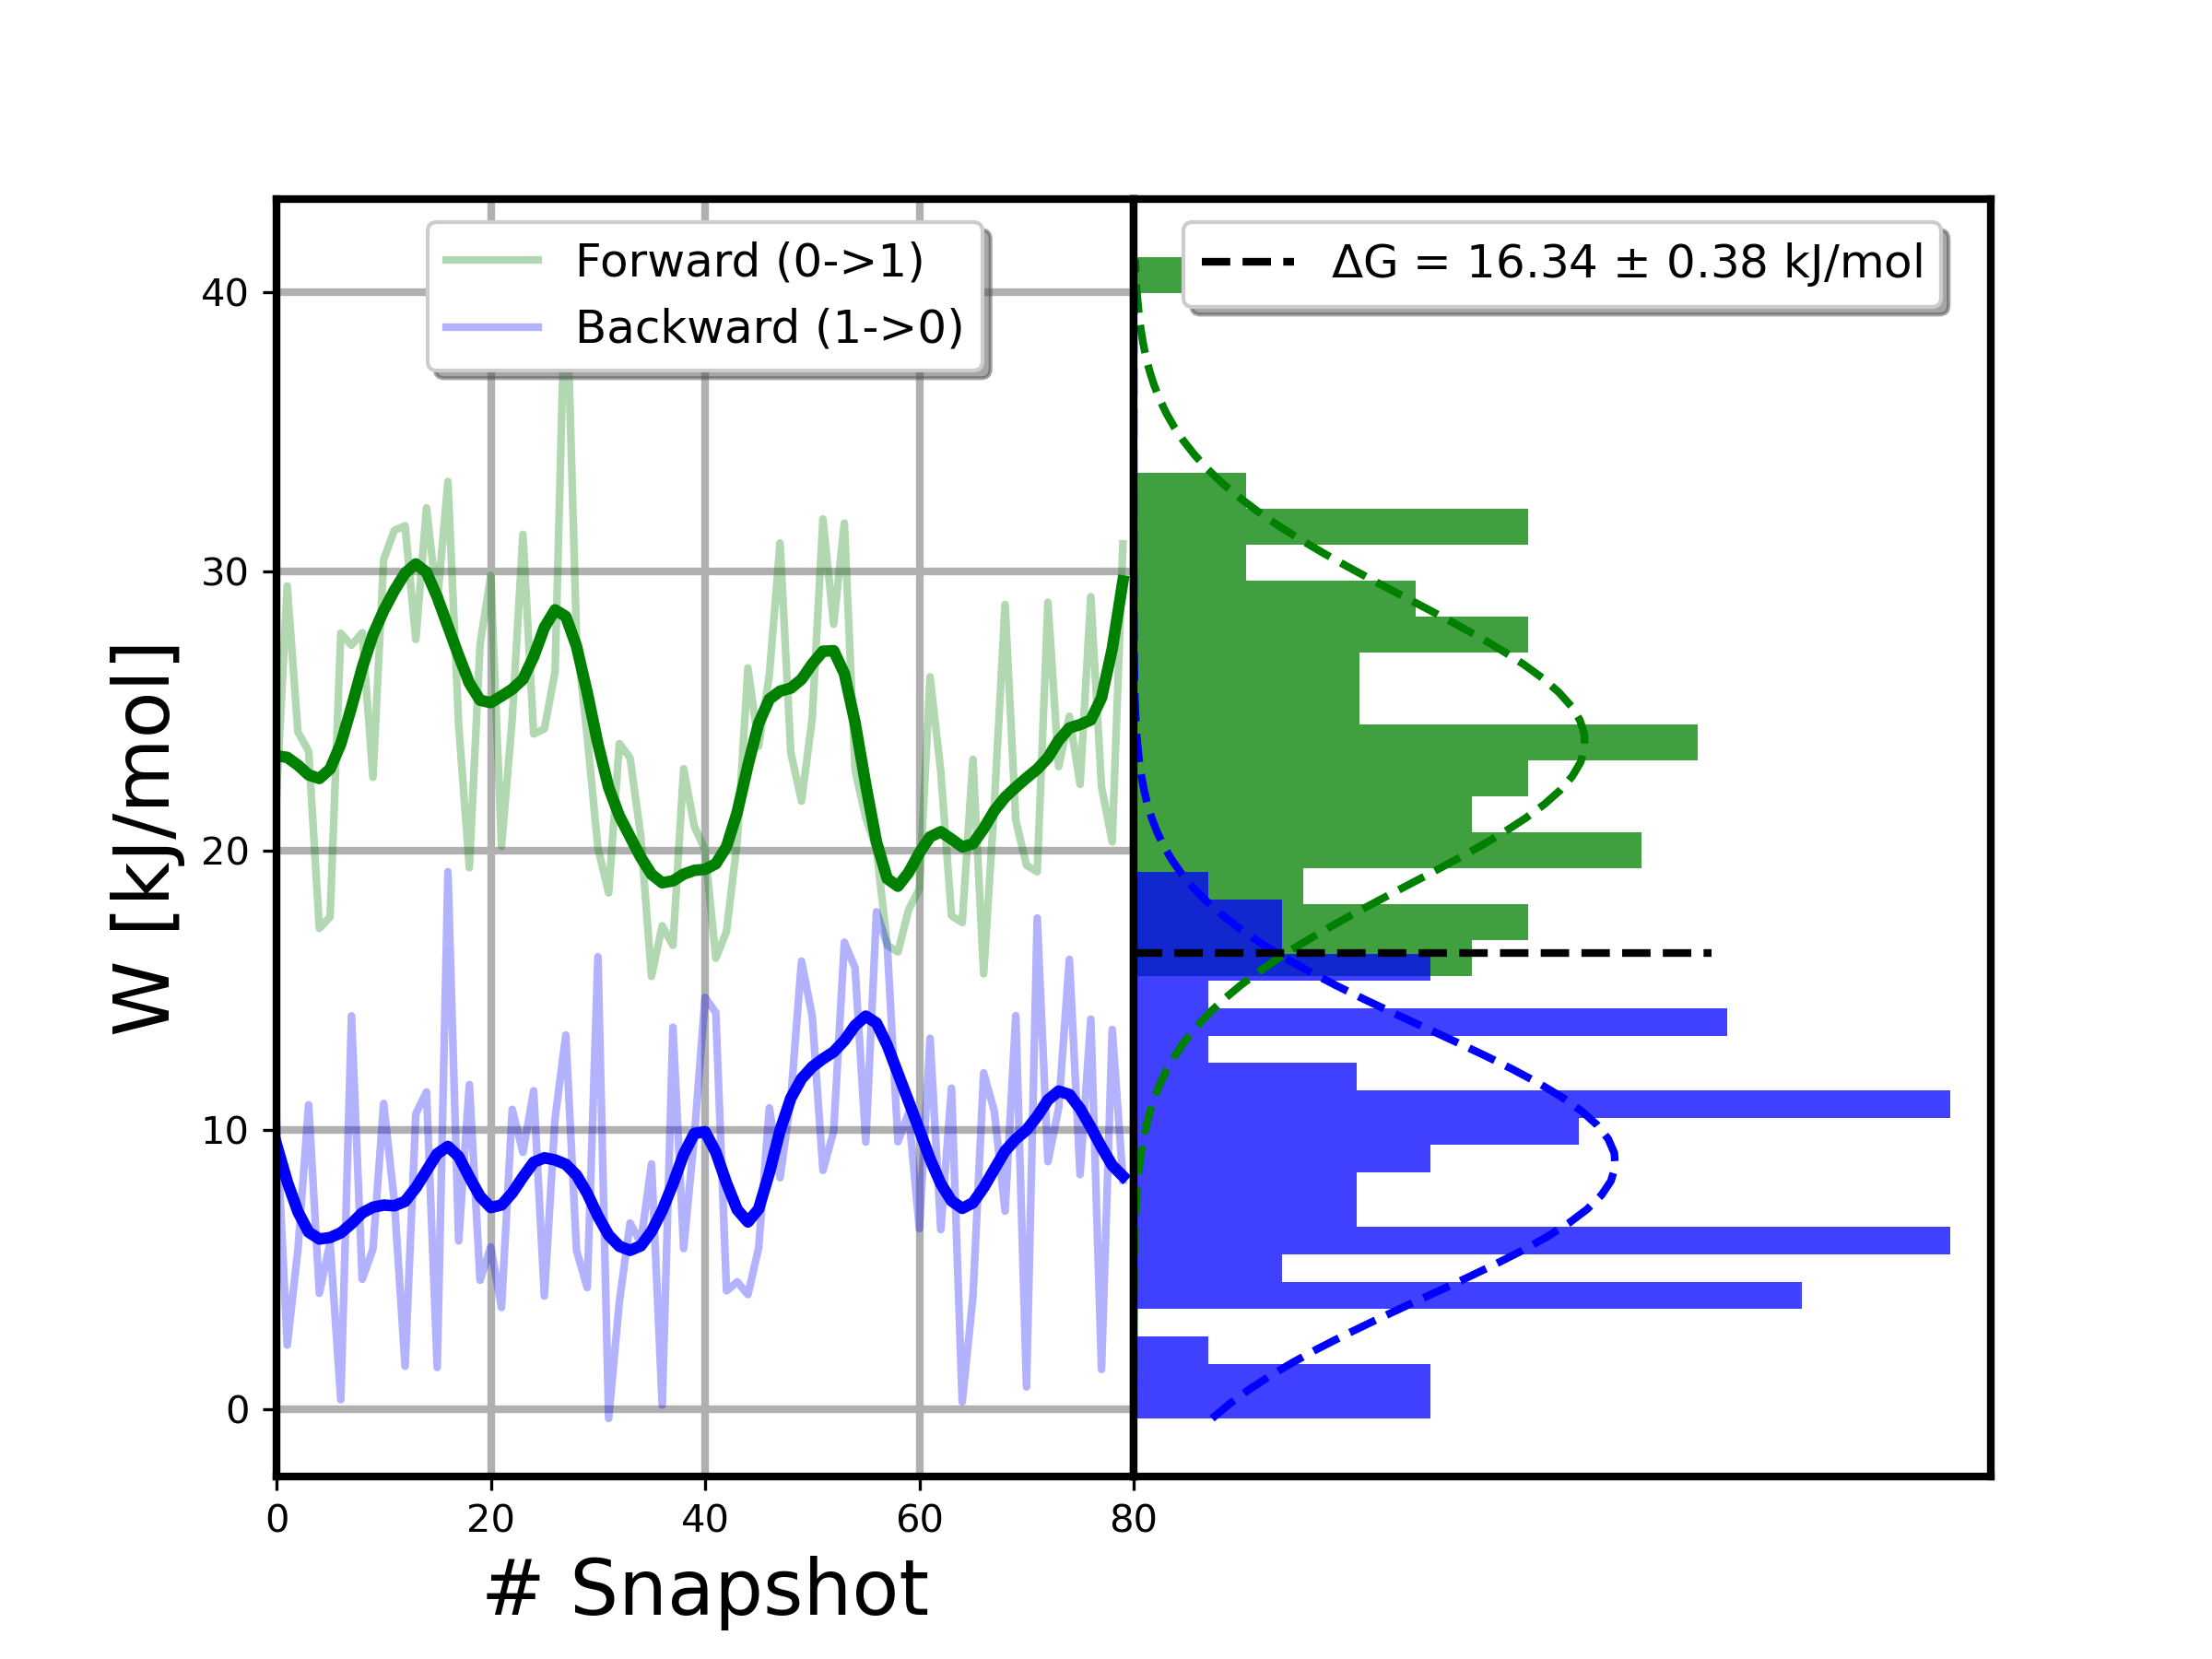 Forward (0->1)
Backward (1->0)
ΔG = 16.34 ± 0.38 kJ/mol
W [kJ/mol]
40
30
20
10
0
0 20 40 60 80
# Snapshot